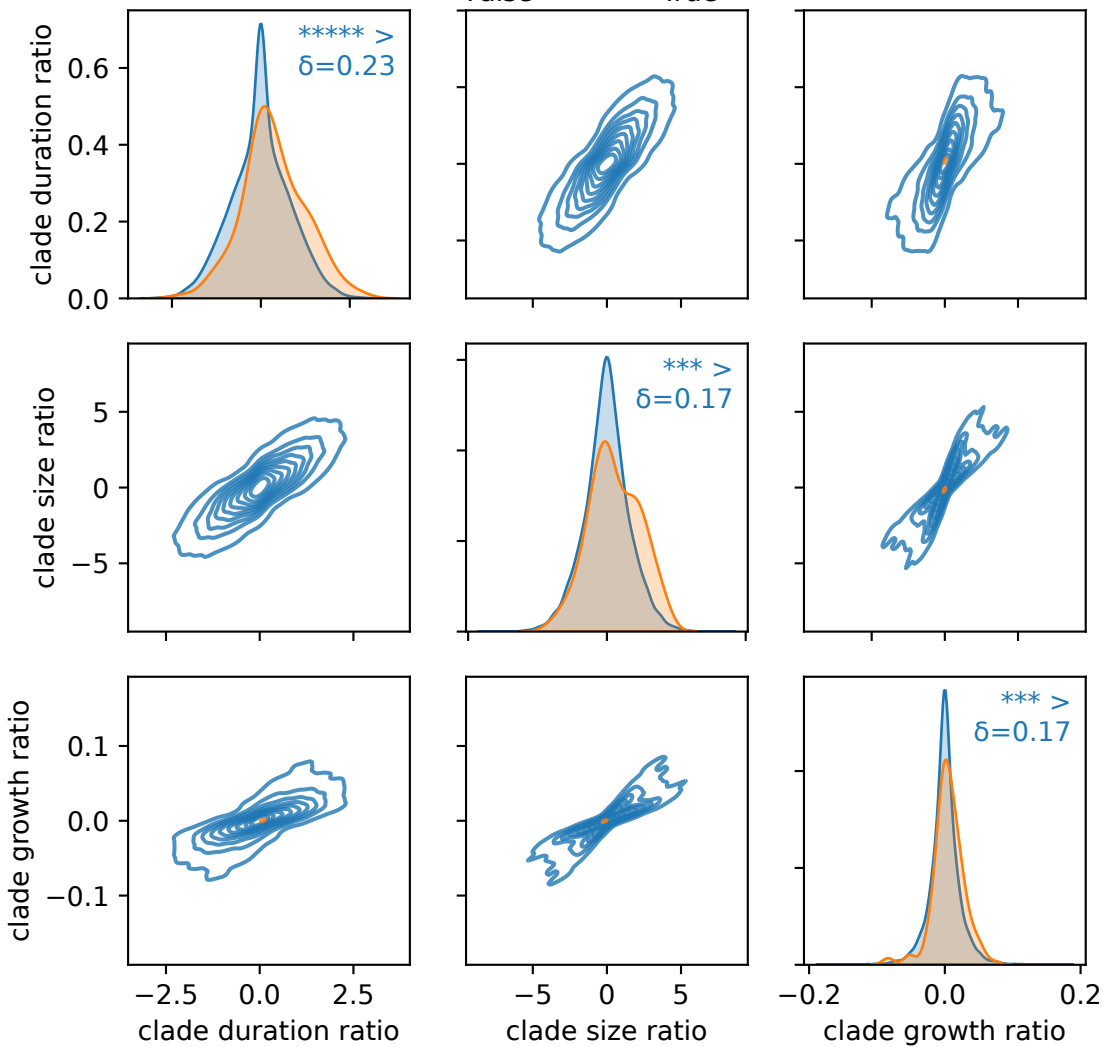 ***** >
δ=0.23
clade duration ratio
0.6
0.4
0.2
0.0
*** >
δ=0.17
clade size ratio
5
0
−5
*** >
δ=0.17
clade growth ratio
0.1
0.0
−0.1
−2.5 0.0 2.5
−5 0 5
−0.2 0.0 0.2
clade duration ratio
clade size ratio
clade growth ratio